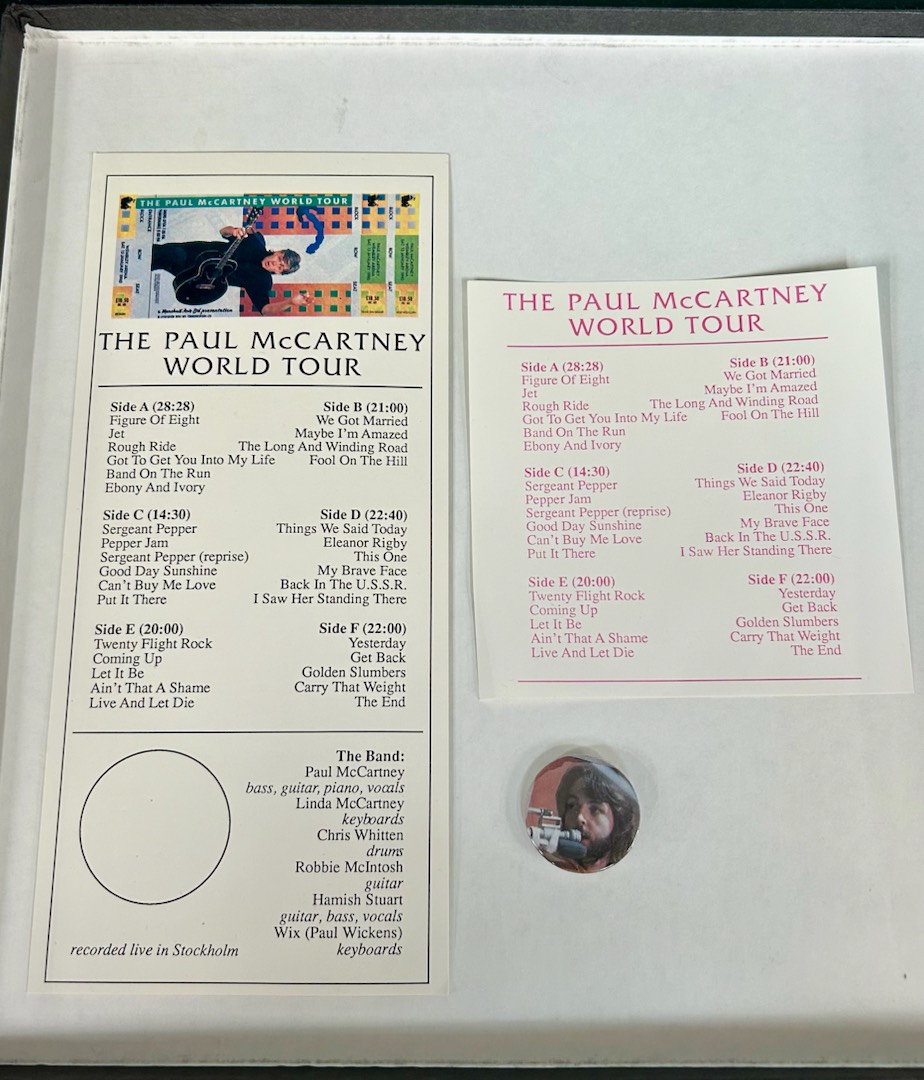 THE PAUL McCARTNEY WORLD TOUR
THE PAUL McCARTNEY
WORLD TOUR
Side A (28:28)
Figure Of Eight
Jet
Rough Ride
Got To Get You Into My Life
Band On The Run
Ebony And Ivory
Side B (21:00)
We Got Married
Maybe I'm Amazed
The Long And Winding Road
Fool On The Hill
Side C (14:30)
Sergeant Pepper
Pepper Jam
Sergeant Pepper (reprise)
Good Day Sunshine
Can't Buy Me Love
Put It There
Side D (22:40)
Things We Said Today
Eleanor Rigby
This One
My Brave Face
Back In The U.S.S.R.
I Saw Her Standing There
Side E (20:00)
Twenty Flight Rock
Coming Up
Let It Be
Ain't That A Shame
Live And Let Die
Side F (22:00)
Yesterday
Get Back
Golden Slumbers
Carry That Weight
The End
The Band:
Paul McCartney
bass, guitar, piano, vocals
Linda McCartney
keyboards
Chris Whitten
drums
Robbie McIntosh
guitar
Hamish Stuart
guitar, bass, vocals
Wix (Paul Wickens)
keyboards
recorded live in Stockholm
THE PAUL McCARTNEY
WORLD TOUR
Side A (28:28)
Figure Of Eight
Jet
Rough Ride
Got To Get You Into My Life
Band On The Run
Ebony And Ivory
Side B (21:00)
We Got Married
Maybe I'm Amazed
The Long And Winding Road
Fool On The Hill
Side C (14:30)
Sergeant Pepper
Pepper Jam
Sergeant Pepper (reprise)
Good Day Sunshine
Can't Buy Me Love
Put It There
Side D (22:40)
Things We Said Today
Eleanor Rigby
This One
My Brave Face
Back In The U.S.S.R.
I Saw Her Standing There
Side E (20:00)
Twenty Flight Rock
Coming Up
Let It Be
Ain't That A Shame
Live And Let Die
Side F (22:00)
Yesterday
Get Back
Golden Slumbers
Carry That Weight
The End